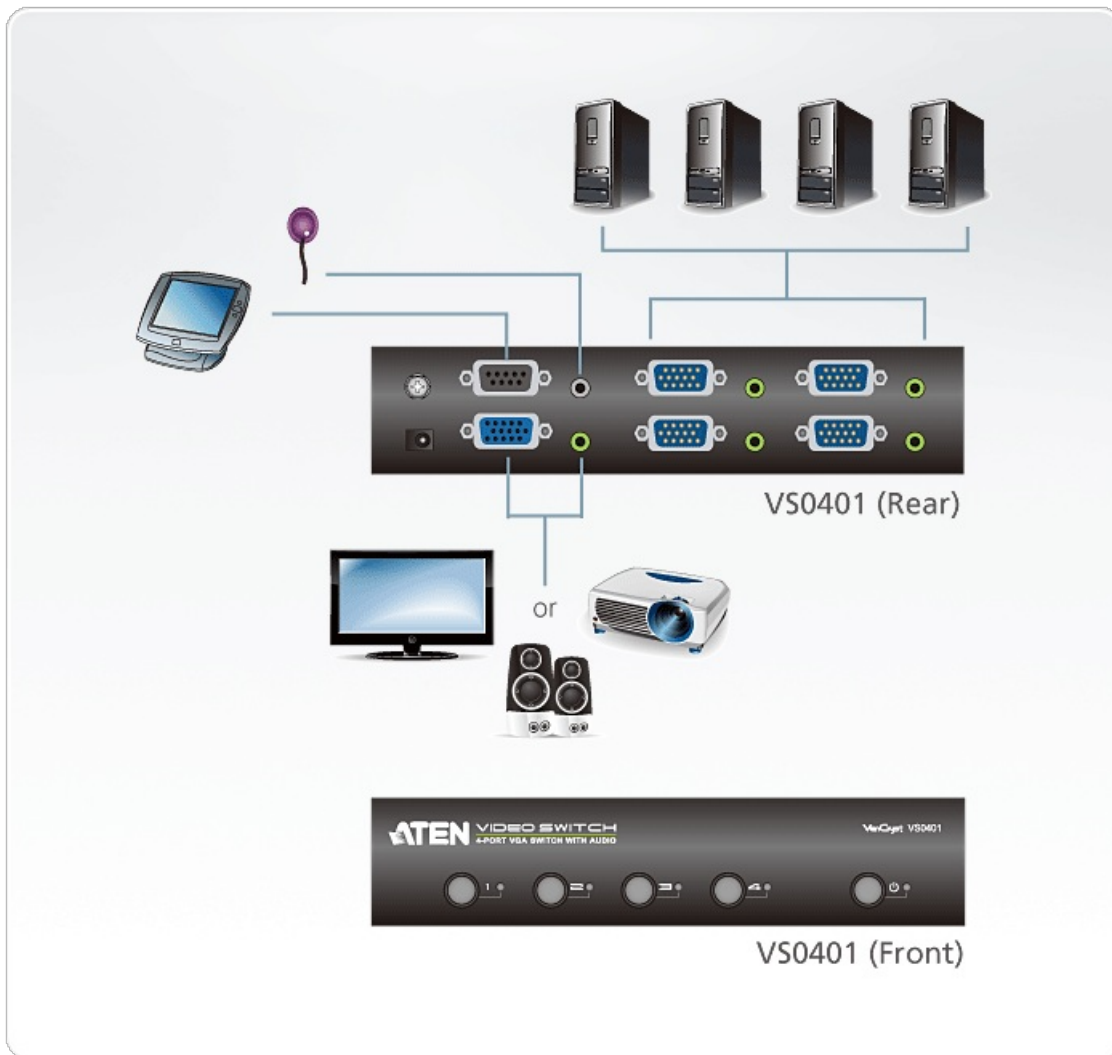 VS0401 (Rear)
or
ATEN VIDEO SWITCH
4-PORT VGA SWITCH WITH AUDIO
VanCryst VS0401
1 2 3 4
VS0401 (Front)